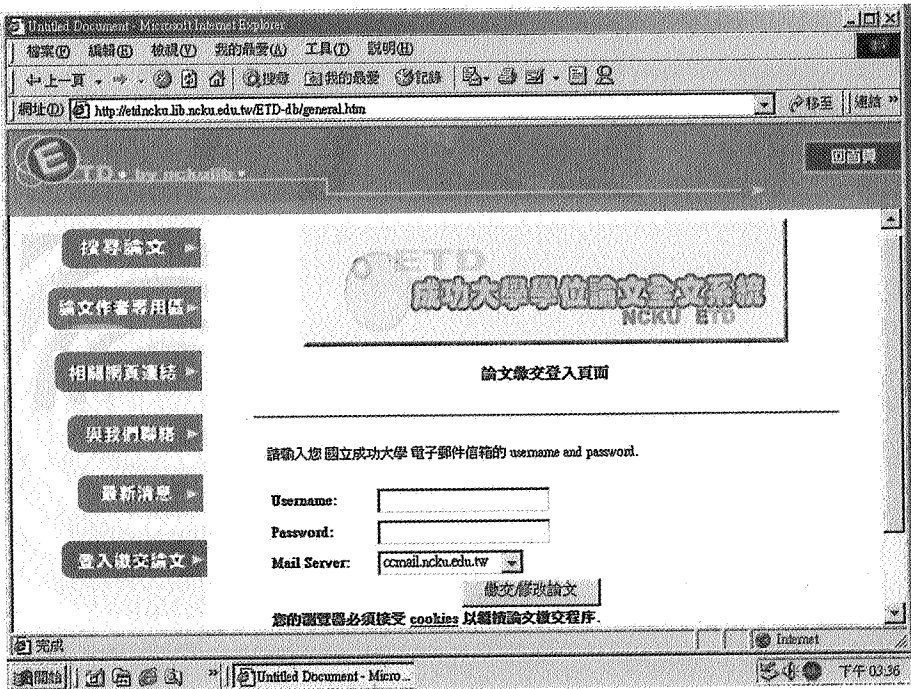 Untitled Document - Microsoft Internet Explorer
檔案(F) 編輯(E) 檢視(V) 我的最愛(A) 工具(T) 說明(H)
上一頁 搜尋 我的最愛 記錄
網址(D) http://etdncku.lib.ncku.edu.tw/ETD-db/general.htm 移至 連結 »
ETD by nckulib
回首頁
搜尋論文
論文作者專用區
相關網頁連結
與我們聯絡
最新消息
登入繳交論文
ETD
成功大學學位論文全文系統
NCKU ETD
論文繳交登入頁面
請輸入您 國立成功大學 電子郵件信箱的 username and password.
Username:
Password:
Mail Server: ccmail.ncku.edu.tw
繳交/修改論文
您的瀏覽器必須接受 cookies 以繼續論文繳交程序.
完成 Internet
開始 » Untitled Document - Micro... 下午 03:36